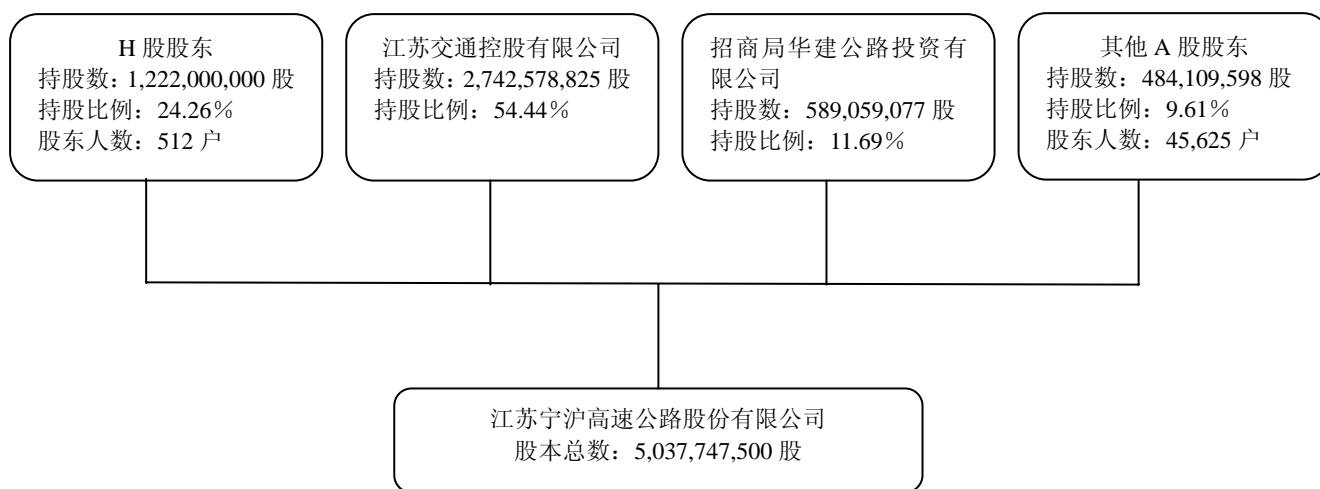 H 股股东
持股数：1,222,000,000 股
持股比例：24.26％
股东人数：512 户
江苏交通控股有限公司
持股数：2,742,578,825 股
持股比例：54.44％
招商局华建公路投资有
限公司
持股数：589,059,077 股
持股比例：11.69％
其他 A 股股东
持股数：484,109,598 股
持股比例：9.61％
股东人数：45,625 户
江苏宁沪高速公路股份有限公司
股本总数：5,037,747,500 股